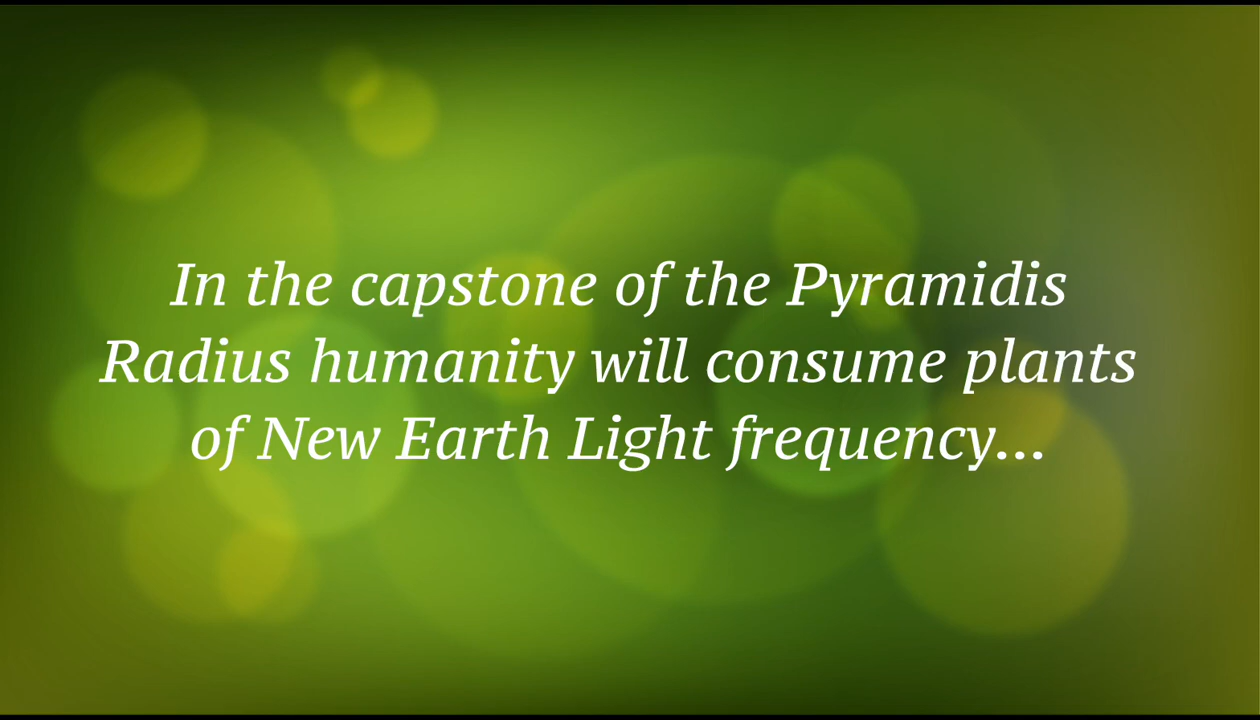 In the capstone of the Pyramidis
Radius humanity will consume plants
of New Earth Light frequency...